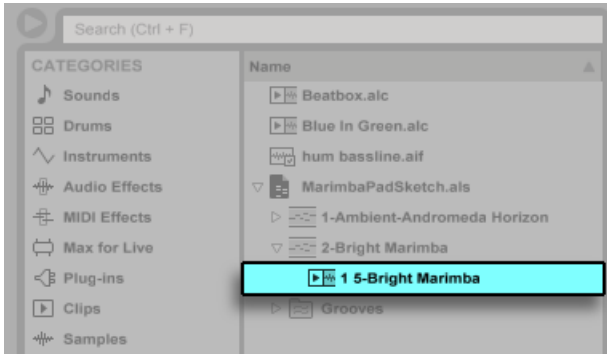 Search (Ctrl + F)
CATEGORIES
Sounds
Drums
Instruments
Audio Effects
MIDI Effects
Max for Live
Plug-ins
Clips
Samples
Name
Beatbox.alc
Blue In Green.alc
hum bassline.aif
MarimbaPadSketch.als
1-Ambient-Andromeda Horizon
2-Bright Marimba
1 5-Bright Marimba
Grooves